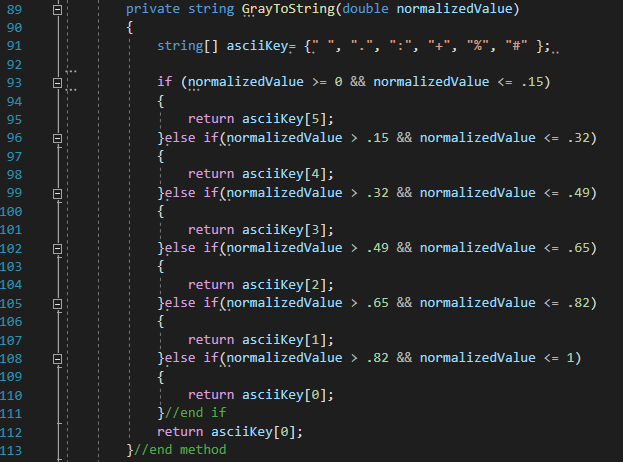 89 private string GrayToString(double normalizedValue)
90 {
91 string[] asciiKey= {" ", ".", ":", "+", "%", "#" };
92
93 if (normalizedValue >= 0 && normalizedValue <= .15)
94 {
95 return asciiKey[5];
96 }else if(normalizedValue > .15 && normalizedValue <= .32)
97 {
98 return asciiKey[4];
99 }else if(normalizedValue > .32 && normalizedValue <= .49)
100 {
101 return asciiKey[3];
102 }else if(normalizedValue > .49 && normalizedValue <= .65)
103 {
104 return asciiKey[2];
105 }else if(normalizedValue > .65 && normalizedValue <= .82)
106 {
107 return asciiKey[1];
108 }else if(normalizedValue > .82 && normalizedValue <= 1)
109 {
110 return asciiKey[0];
111 }//end if
112 return asciiKey[0];
113 }//end method